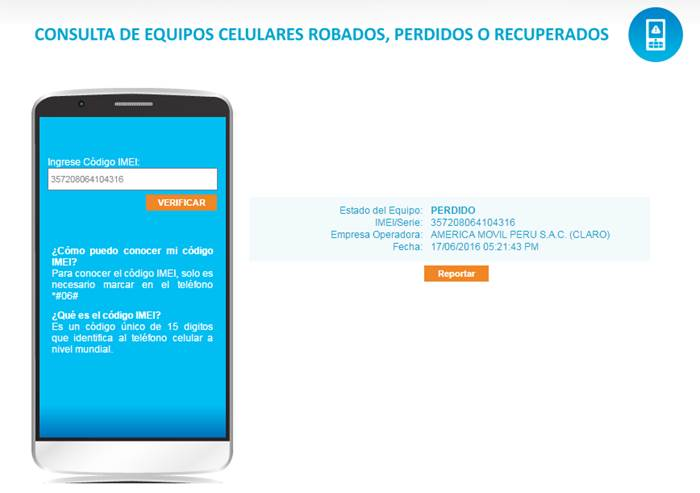 CONSULTA DE EQUIPOS CELULARES ROBADOS, PERDIDOS O RECUPERADOS
Ingrese Código IMEI:
357208064104316
VERIFICAR
¿Cómo puedo conocer mi código
IMEI?
Para conocer el código IMEI, solo es
necesario marcar en el teléfono
*#06#
¿Qué es el código IMEI?
Es un código único de 15 digitos
que identifica al teléfono celular a
nivel mundial.
Estado del Equipo: PERDIDO
IMEI/Serie: 357208064104316
Empresa Operadora: AMERICA MOVIL PERU S.A.C. (CLARO)
Fecha: 17/06/2016 05:21:43 PM
Reportar